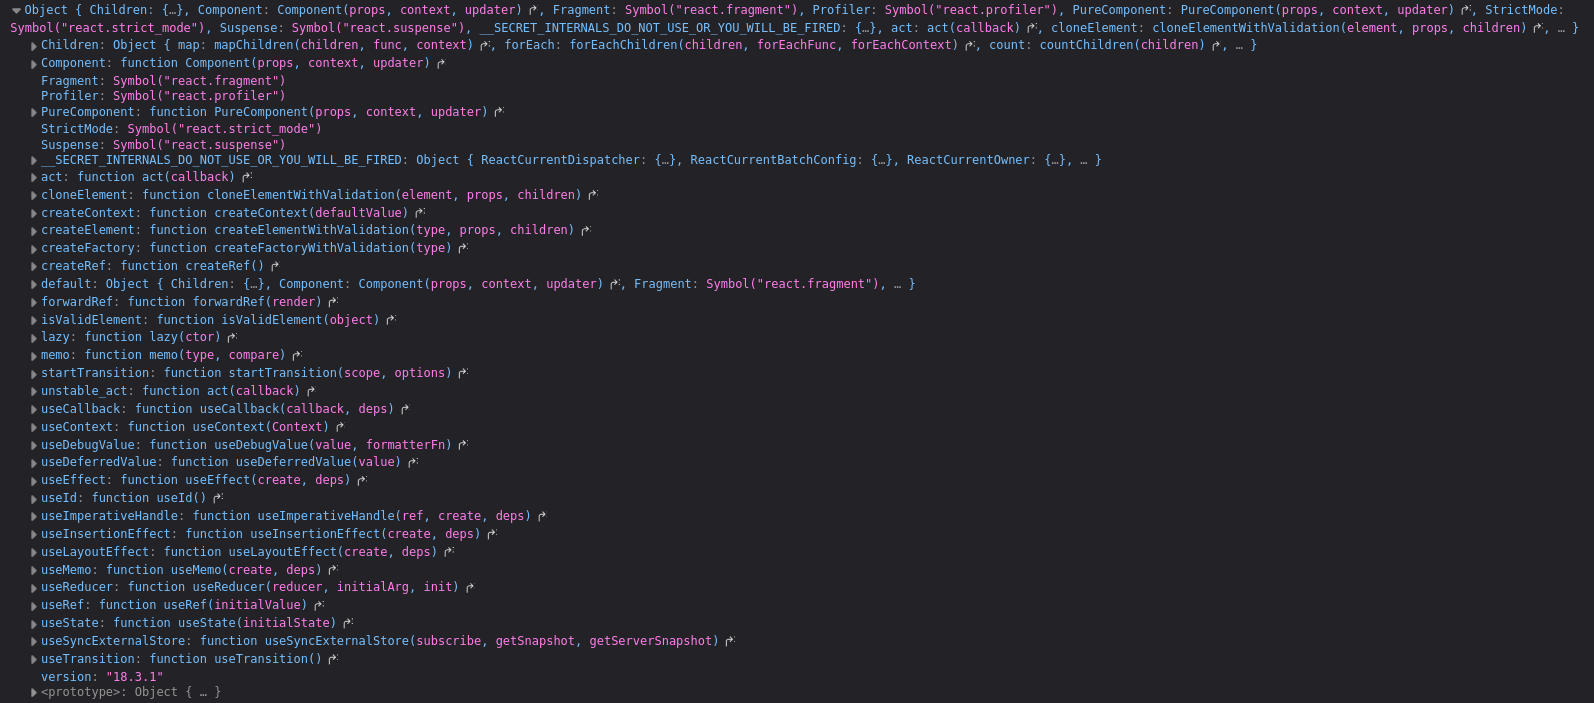 Object { Children: {…}, Component: Component(props, context, updater), Fragment: Symbol("react.fragment"), Profiler: Symbol("react.profiler"), PureComponent: PureComponent(props, context, updater), StrictMode:
Symbol("react.strict_mode"), Suspense: Symbol("react.suspense"), __SECRET_INTERNALS_DO_NOT_USE_OR_YOU_WILL_BE_FIRED: {…}, act: act(callback), cloneElement: cloneElementWithValidation(element, props, children), … }
Children: Object { map: mapChildren(children, func, context), forEach: forEachChildren(children, forEachFunc, forEachContext), count: countChildren(children), … }
Component: function Component(props, context, updater)
Fragment: Symbol("react.fragment")
Profiler: Symbol("react.profiler")
PureComponent: function PureComponent(props, context, updater)
StrictMode: Symbol("react.strict_mode")
Suspense: Symbol("react.suspense")
__SECRET_INTERNALS_DO_NOT_USE_OR_YOU_WILL_BE_FIRED: Object { ReactCurrentDispatcher: {…}, ReactCurrentBatchConfig: {…}, ReactCurrentOwner: {…}, … }
act: function act(callback)
cloneElement: function cloneElementWithValidation(element, props, children)
createContext: function createContext(defaultValue)
createElement: function createElementWithValidation(type, props, children)
createFactory: function createFactoryWithValidation(type)
createRef: function createRef()
default: Object { Children: {…}, Component: Component(props, context, updater), Fragment: Symbol("react.fragment"), … }
forwardRef: function forwardRef(render)
isValidElement: function isValidElement(object)
lazy: function lazy(ctor)
memo: function memo(type, compare)
startTransition: function startTransition(scope, options)
unstable_act: function act(callback)
useCallback: function useCallback(callback, deps)
useContext: function useContext(Context)
useDebugValue: function useDebugValue(value, formatterFn)
useDeferredValue: function useDeferredValue(value)
useEffect: function useEffect(create, deps)
useId: function useId()
useImperativeHandle: function useImperativeHandle(ref, create, deps)
useInsertionEffect: function useInsertionEffect(create, deps)
useLayoutEffect: function useLayoutEffect(create, deps)
useMemo: function useMemo(create, deps)
useReducer: function useReducer(reducer, initialArg, init)
useRef: function useRef(initialValue)
useState: function useState(initialState)
useSyncExternalStore: function useSyncExternalStore(subscribe, getSnapshot, getServerSnapshot)
useTransition: function useTransition()
version: "18.3.1"
<prototype>: Object { … }